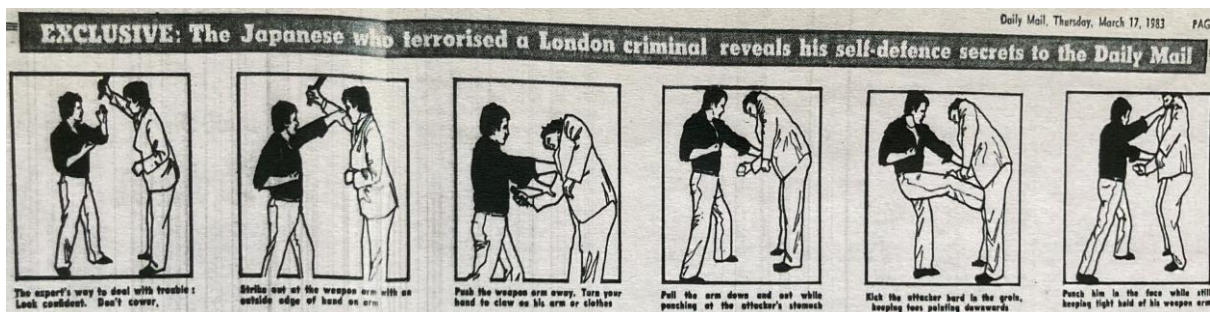 Daily Mail, Thursday, March 17, 1983 PAG
EXCLUSIVE: The Japanese who terrorised a London criminal reveals his self-defence secrets to the Daily Mail
The expert's way to deal with trouble:
Look confident. Don't cower,
Strike out at the weapon arm with an
outside edge of hand on arm
Push the weapon arm away. Turn your
hand to claw on his arm or clothes
Pull the arm down and out while
punching at the attacker's stomach
Kick the attacker hard in the groin,
keeping toes pointing downwards
Punch him in the face while still
keeping tight hold of his weapon arm